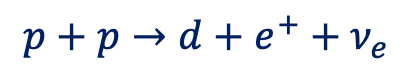 p + p → d + e⁺ + νₑ